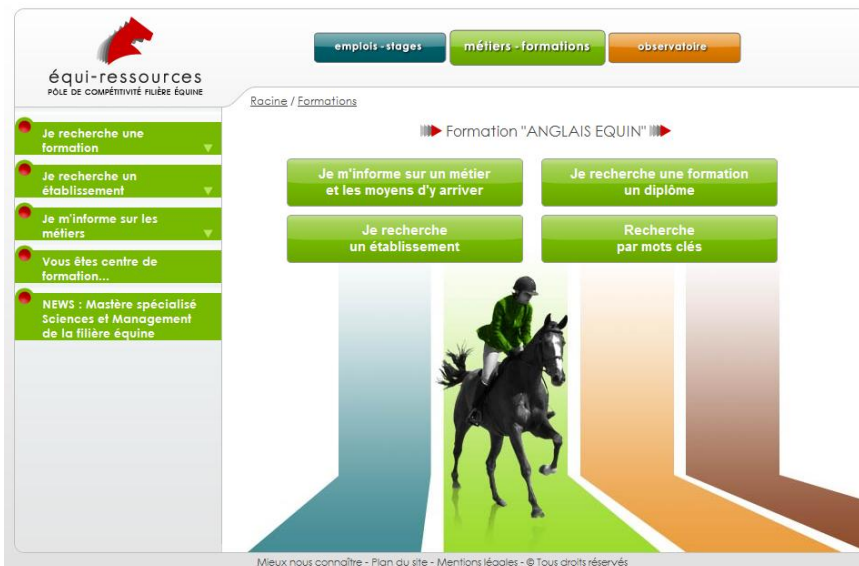 équi-ressources
PÔLE DE COMPÉTITIVITÉ FILIÈRE ÉQUINE
emplois - stages
métiers - formations
observatoire
Racine / Formations
Je recherche une
formation
Je recherche un
établissement
Je m'informe sur les
métiers
Vous êtes centre de
formation...
NEWS : Mastère spécialisé
Sciences et Management
de la filière équine
Formation "ANGLAIS EQUIN"
Je m'informe sur un métier
et les moyens d'y arriver
Je recherche une formation
un diplôme
Je recherche
un établissement
Recherche
par mots clés
Mieux nous connaître - Plan du site - Mentions légales - © Tous droits réservés